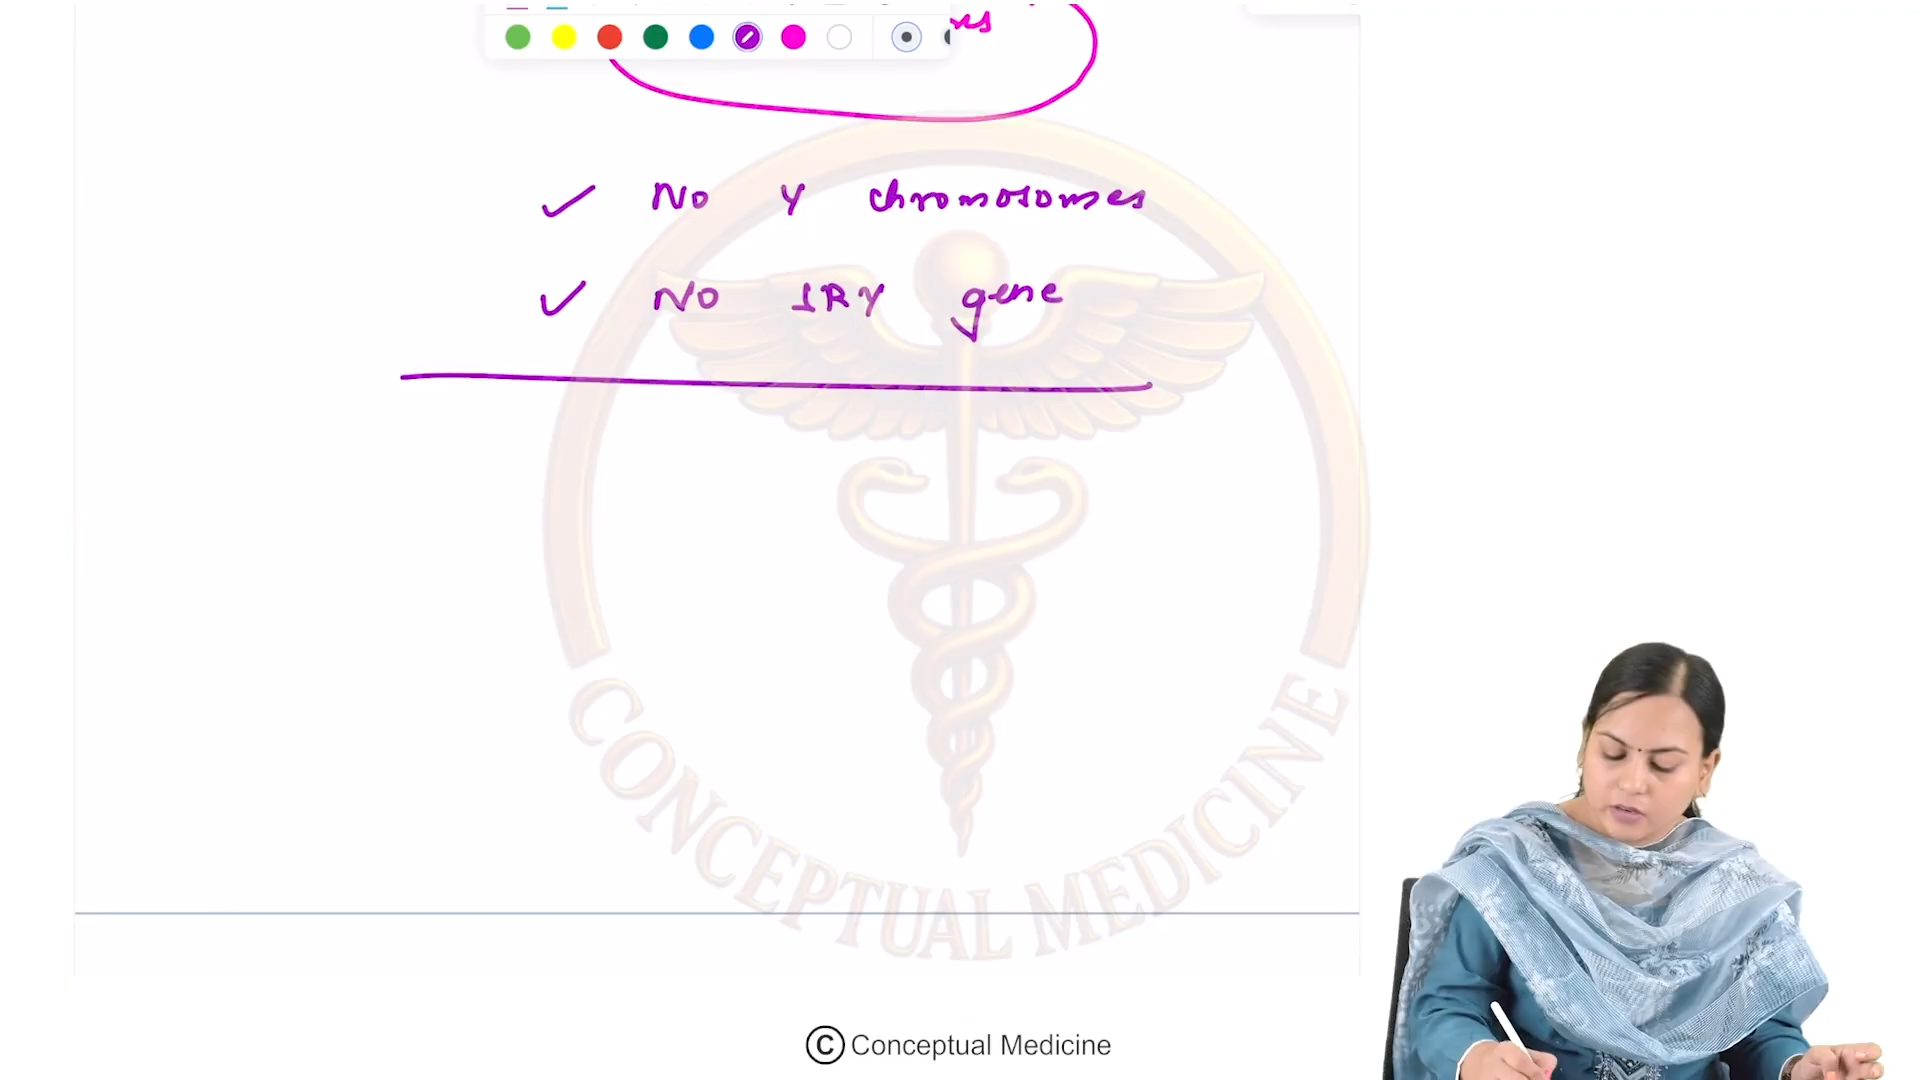 No Y chromosomes
No SRY gene
CONCEPTUAL MEDICINE
© Conceptual Medicine